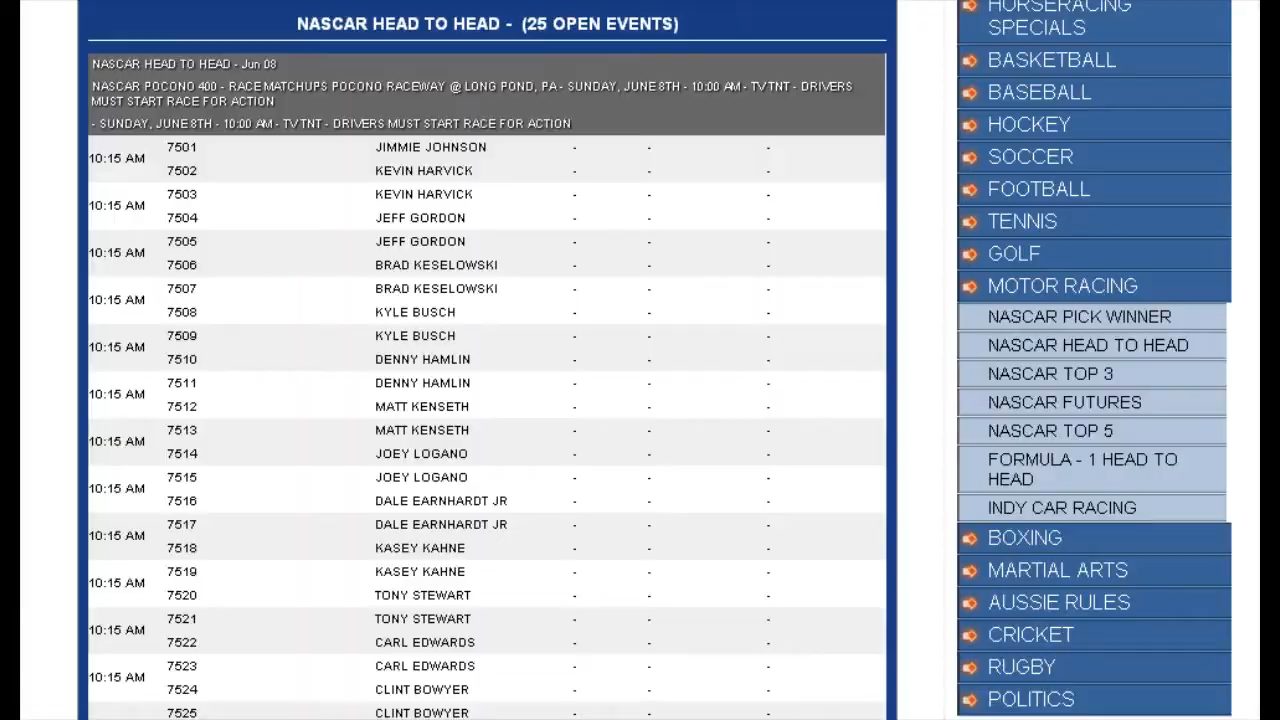 NASCAR HEAD TO HEAD - (25 OPEN EVENTS)
NASCAR HEAD TO HEAD - Jun 08
NASCAR POCONO 400 - RACE MATCHUPS POCONO RACEWAY @ LONG POND, PA - SUNDAY, JUNE 8TH - 10:00 AM - TV TNT - DRIVERS
MUST START RACE FOR ACTION
- SUNDAY, JUNE 8TH - 10:00 AM - TV TNT - DRIVERS MUST START RACE FOR ACTION
10:15 AM
7501 JIMMIE JOHNSON - - -
7502 KEVIN HARVICK - - -
10:15 AM
7503 KEVIN HARVICK - - -
7504 JEFF GORDON - - -
10:15 AM
7505 JEFF GORDON - - -
7506 BRAD KESELOWSKI - - -
10:15 AM
7507 BRAD KESELOWSKI - - -
7508 KYLE BUSCH - - -
10:15 AM
7509 KYLE BUSCH - - -
7510 DENNY HAMLIN - - -
10:15 AM
7511 DENNY HAMLIN - - -
7512 MATT KENSETH - - -
10:15 AM
7513 MATT KENSETH - - -
7514 JOEY LOGANO - - -
10:15 AM
7515 JOEY LOGANO - - -
7516 DALE EARNHARDT JR - - -
10:15 AM
7517 DALE EARNHARDT JR - - -
7518 KASEY KAHNE - - -
10:15 AM
7519 KASEY KAHNE - - -
7520 TONY STEWART - - -
10:15 AM
7521 TONY STEWART - - -
7522 CARL EDWARDS - - -
10:15 AM
7523 CARL EDWARDS - - -
7524 CLINT BOWYER - - -
7525 CLINT BOWYER - - -
HORSERACING
SPECIALS
BASKETBALL
BASEBALL
HOCKEY
SOCCER
FOOTBALL
TENNIS
GOLF
MOTOR RACING
NASCAR PICK WINNER
NASCAR HEAD TO HEAD
NASCAR TOP 3
NASCAR FUTURES
NASCAR TOP 5
FORMULA - 1 HEAD TO
HEAD
INDY CAR RACING
BOXING
MARTIAL ARTS
AUSSIE RULES
CRICKET
RUGBY
POLITICS